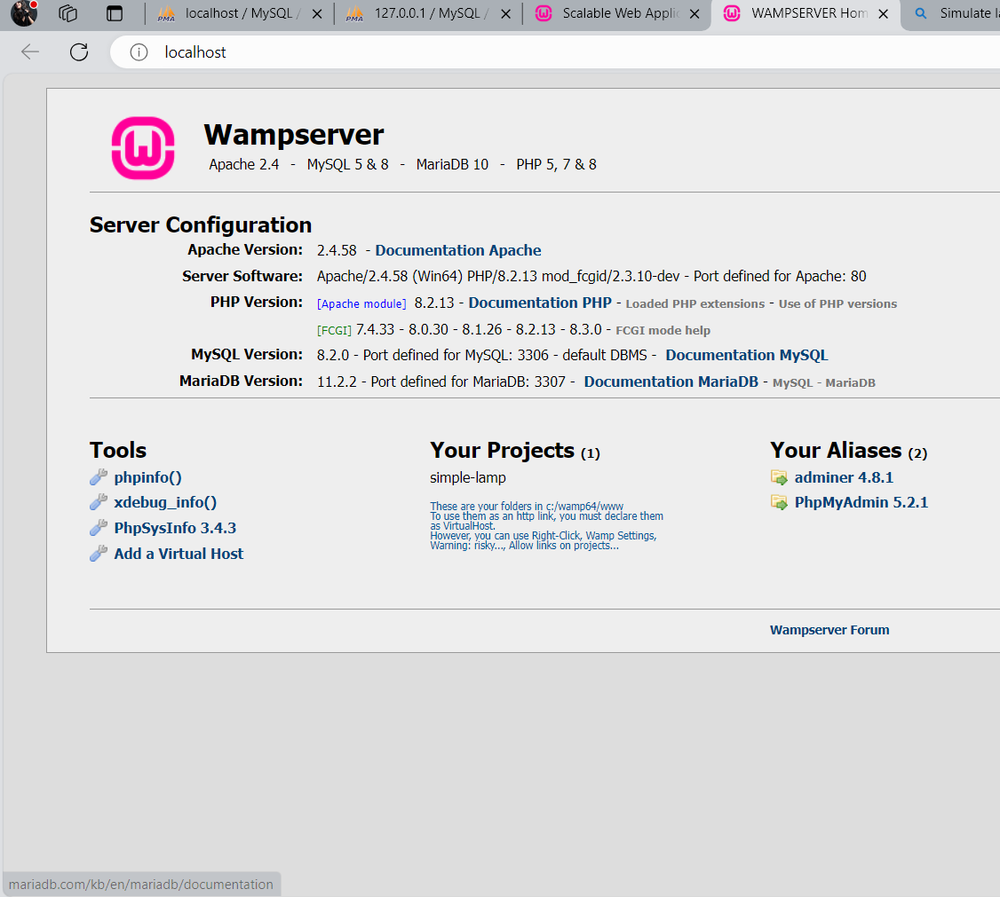 localhost / MySQL /
127.0.0.1 / MySQL /
Scalable Web Applic
WAMPSERVER Hom
Simulate la
localhost
Wampserver
Apache 2.4 - MySQL 5 & 8 - MariaDB 10 - PHP 5, 7 & 8
Server Configuration
Apache Version: 2.4.58 - Documentation Apache
Server Software: Apache/2.4.58 (Win64) PHP/8.2.13 mod_fcgid/2.3.10-dev - Port defined for Apache: 80
PHP Version: [Apache module] 8.2.13 - Documentation PHP - Loaded PHP extensions - Use of PHP versions
[FCGI] 7.4.33 - 8.0.30 - 8.1.26 - 8.2.13 - 8.3.0 - FCGI mode help
MySQL Version: 8.2.0 - Port defined for MySQL: 3306 - default DBMS - Documentation MySQL
MariaDB Version: 11.2.2 - Port defined for MariaDB: 3307 - Documentation MariaDB - MySQL - MariaDB
Tools
phpinfo()
xdebug_info()
PhpSysInfo 3.4.3
Add a Virtual Host
Your Projects (1)
simple-lamp
These are your folders in c:/wamp64/www
To use them as an http link, you must declare them
as VirtualHost.
However, you can use Right-Click, Wamp Settings,
Warning: risky..., Allow links on projects...
Your Aliases (2)
adminer 4.8.1
PhpMyAdmin 5.2.1
Wampserver Forum
mariadb.com/kb/en/mariadb/documentation